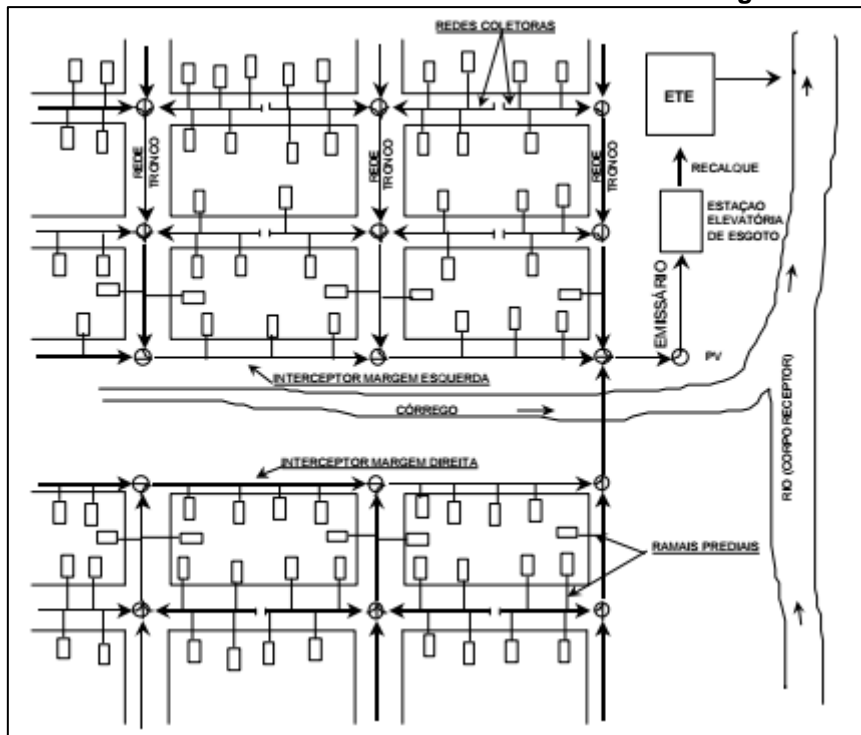 REDES COLETORAS
ETE
REDE
TRONCO
REDE
TRONCO
REDE
TRONCO
RECALQUE
ESTAÇAO
ELEVATÓRIA
DE ESGOTO
EMISSÁRIO
PV
INTERCEPTOR MARGEM ESQUERDA
CÓRREGO
RIO (CORPO RECEPTOR)
INTERCEPTOR MARGEM DIREITA
RAMAIS PREDIAIS